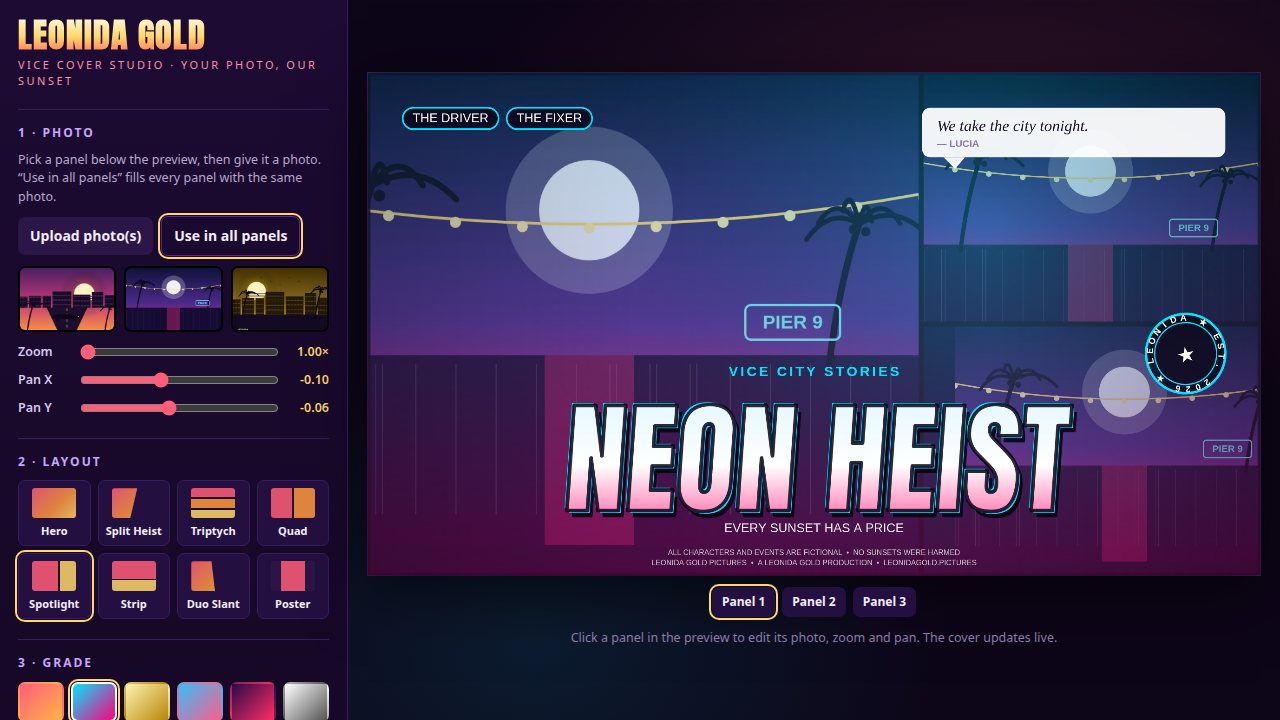 LEONIDA GOLD
VICE COVER STUDIO · YOUR PHOTO, OUR
SUNSET
1 · PHOTO
Pick a panel below the preview, then give it a photo.
“Use in all panels” fills every panel with the same
photo.
Upload photo(s)
Use in all panels
Zoom
1.00×
Pan X
-0.10
Pan Y
-0.06
2 · LAYOUT
Hero
Split Heist
Triptych
Quad
Spotlight
Strip
Duo Slant
Poster
3 · GRADE
THE DRIVER
THE FIXER
We take the city tonight.
— LUCIA
PIER 9
PIER 9
LEONIDA ★ EST. 2026 ★
★
PIER 9
VICE CITY STORIES
NEON HEIST
EVERY SUNSET HAS A PRICE
ALL CHARACTERS AND EVENTS ARE FICTIONAL • NO SUNSETS WERE HARMED
LEONIDA GOLD PICTURES • A LEONIDA GOLD PRODUCTION • LEONIDAGOLD.PICTURES
Panel 1
Panel 2
Panel 3
Click a panel in the preview to edit its photo, zoom and pan. The cover updates live.